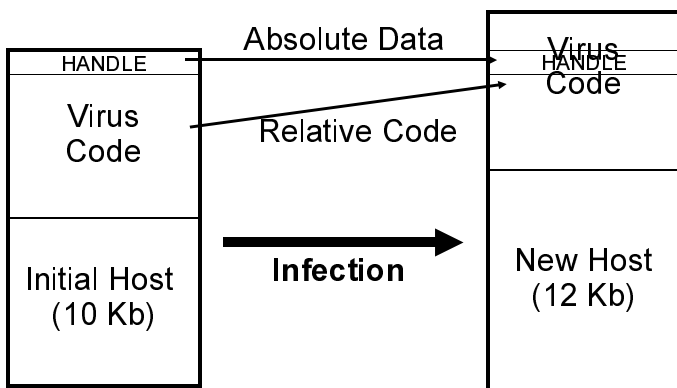 Absolute Data
HANDLE
Virus
Code
Relative Code
Infection
Initial Host
(10 Kb)
Virus
HANDLE
Code
New Host
(12 Kb)